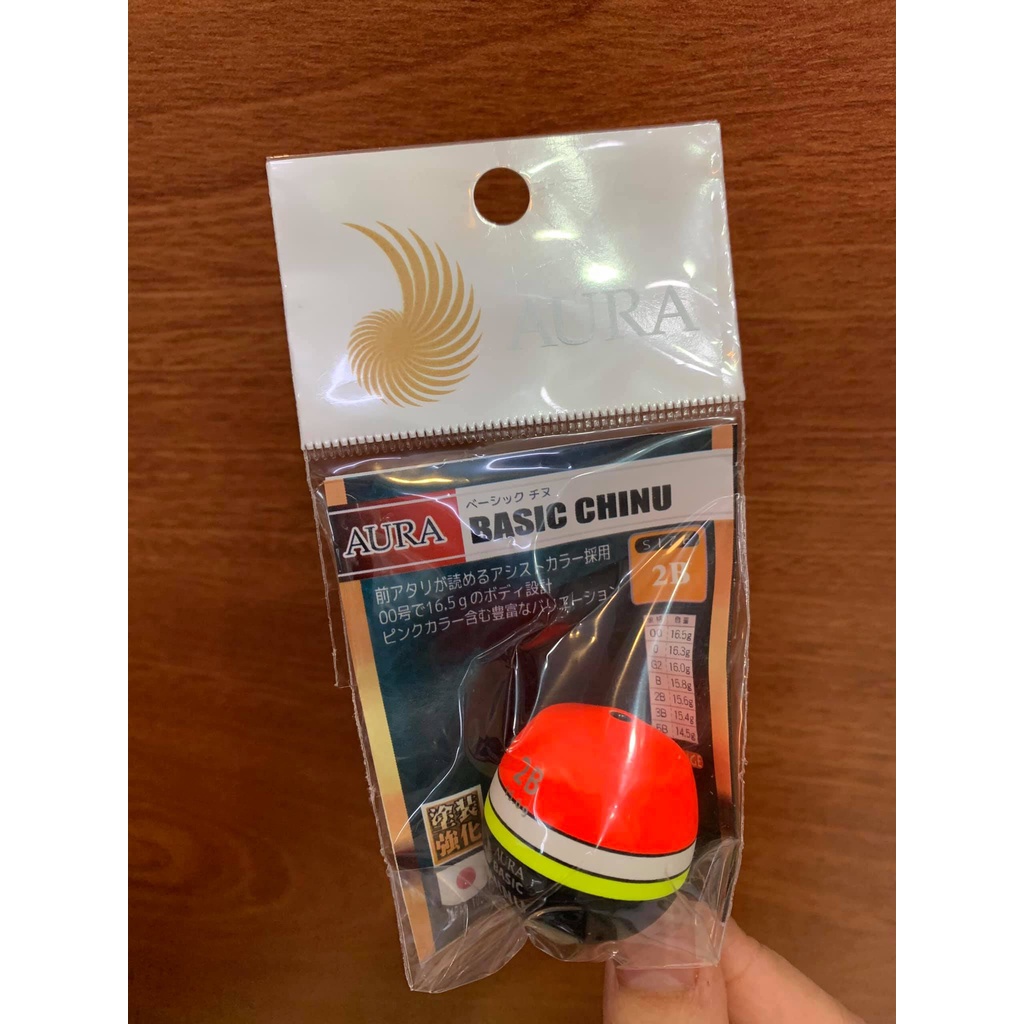 AURA
ベーシック チヌ
AURA BASIC CHINU
前アタリが読めるアシストカラー採用
00号で16.5gのボディ設計
ピンクカラー含む豊富なバリエーション
2B
00 16.5g
0 16.3g
G2 16.0g
B 15.8g
2B 15.6g
3B 15.4g
5B 14.5g
2B
塗装
強化
AURA
BASIC